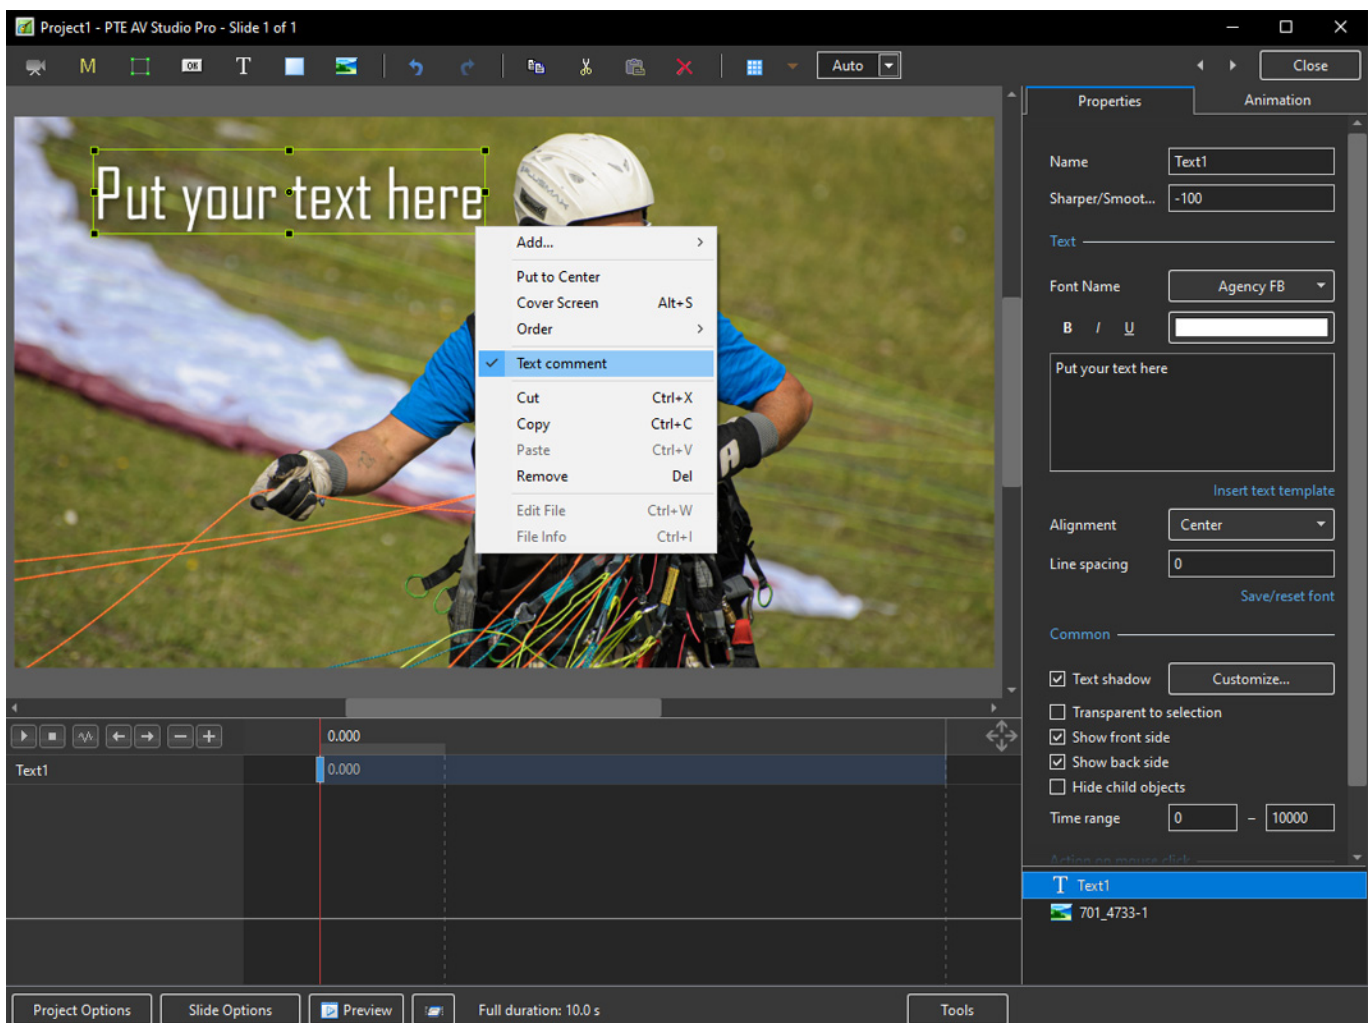 Project1 - PTE AV Studio Pro - Slide 1 of 1
M OK T Auto Close
Properties Animation
Put your text here
PLUSMAX
Name Text1
Sharper/Smoot... -100
Text
Font Name Agency FB
B I U
Put your text here
Insert text template
Alignment Center
Line spacing 0
Save/reset font
Common
Text shadow Customize...
Transparent to selection
Show front side
Show back side
Hide child objects
Time range 0 – 10000
Action on mouse click
T Text1
701_4733-1
Add...
Put to Center
Cover Screen Alt+S
Order
Text comment
Cut Ctrl+X
Copy Ctrl+C
Paste Ctrl+V
Remove Del
Edit File Ctrl+W
File Info Ctrl+I
0.000
Text1 0.000
Project Options Slide Options Preview Full duration: 10.0 s Tools